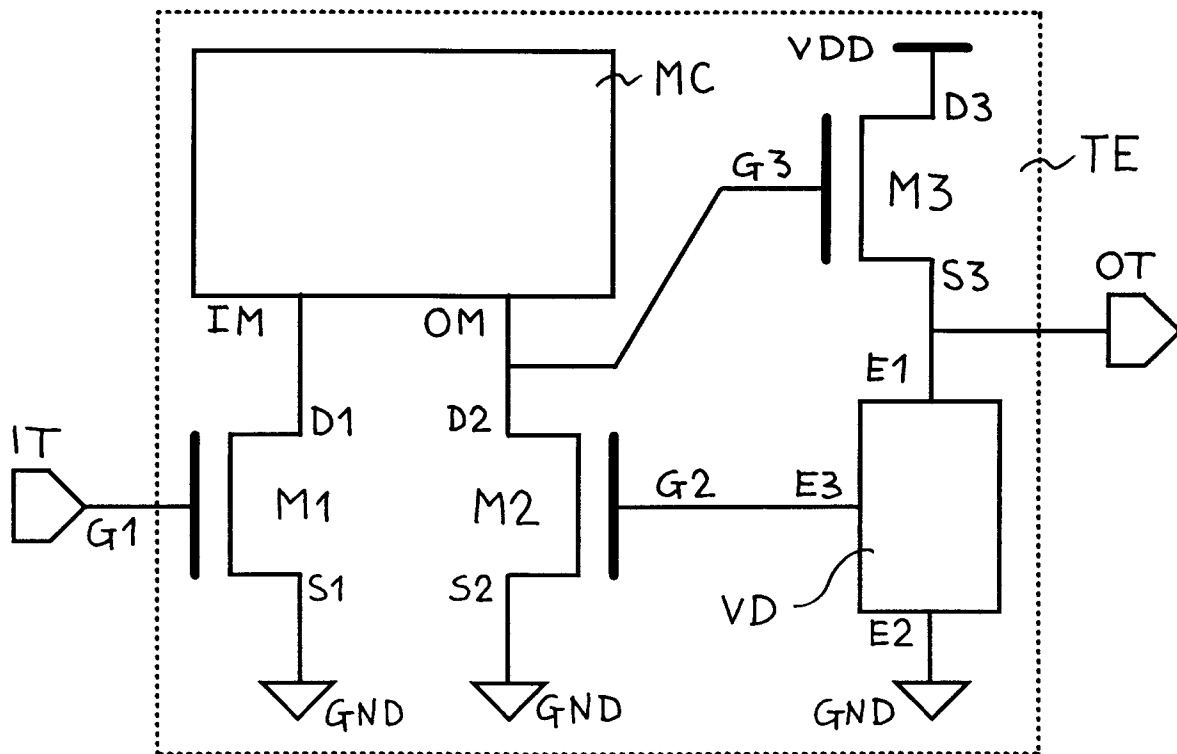 VDD
MC
D3
G3
M3
TE
S3
OT
IM
OM
E1
IT
D1
D2
G1
M1
M2
G2
E3
S1
S2
VD
E2
GND
GND
GND